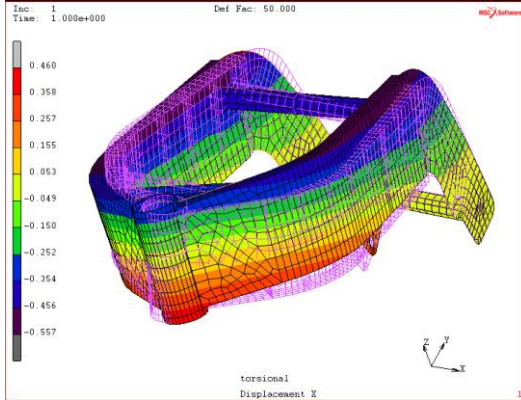 Inc: 1
Time: 1.000e+000
Def Fac: 50.000
MSC Software
0.460
0.358
0.257
0.155
0.053
-0.049
-0.150
-0.252
-0.354
-0.456
-0.557
Z Y
X
torsional
Displacement X
1